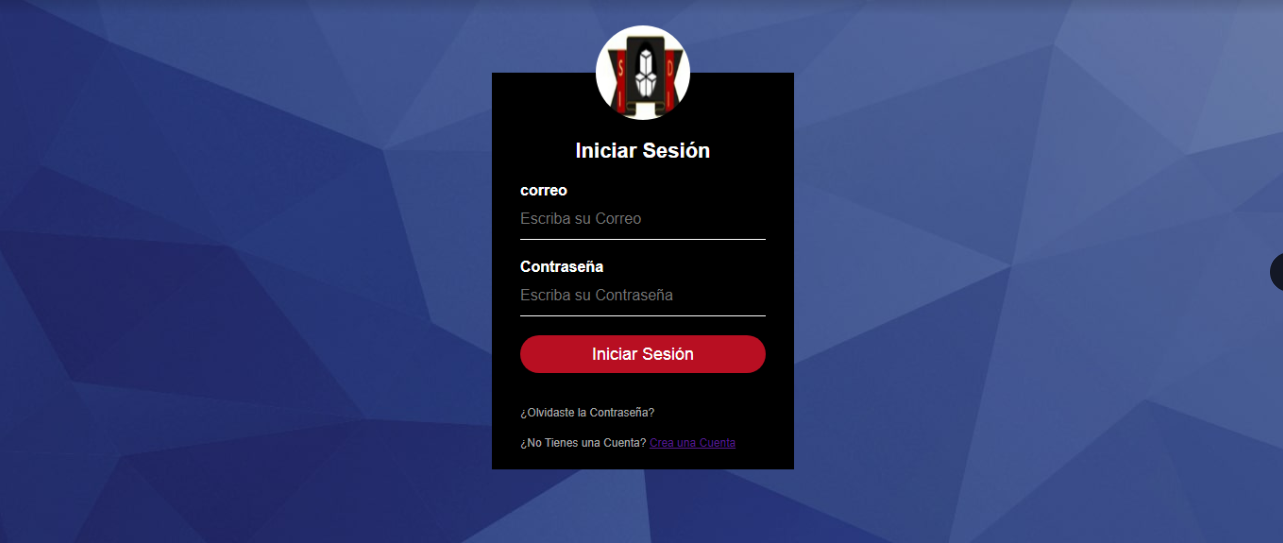 S D
I I
Iniciar Sesión
correo
Escriba su Correo
Contraseña
Escriba su Contraseña
Iniciar Sesión
¿Olvidaste la Contraseña?
¿No Tienes una Cuenta? Crea una Cuenta